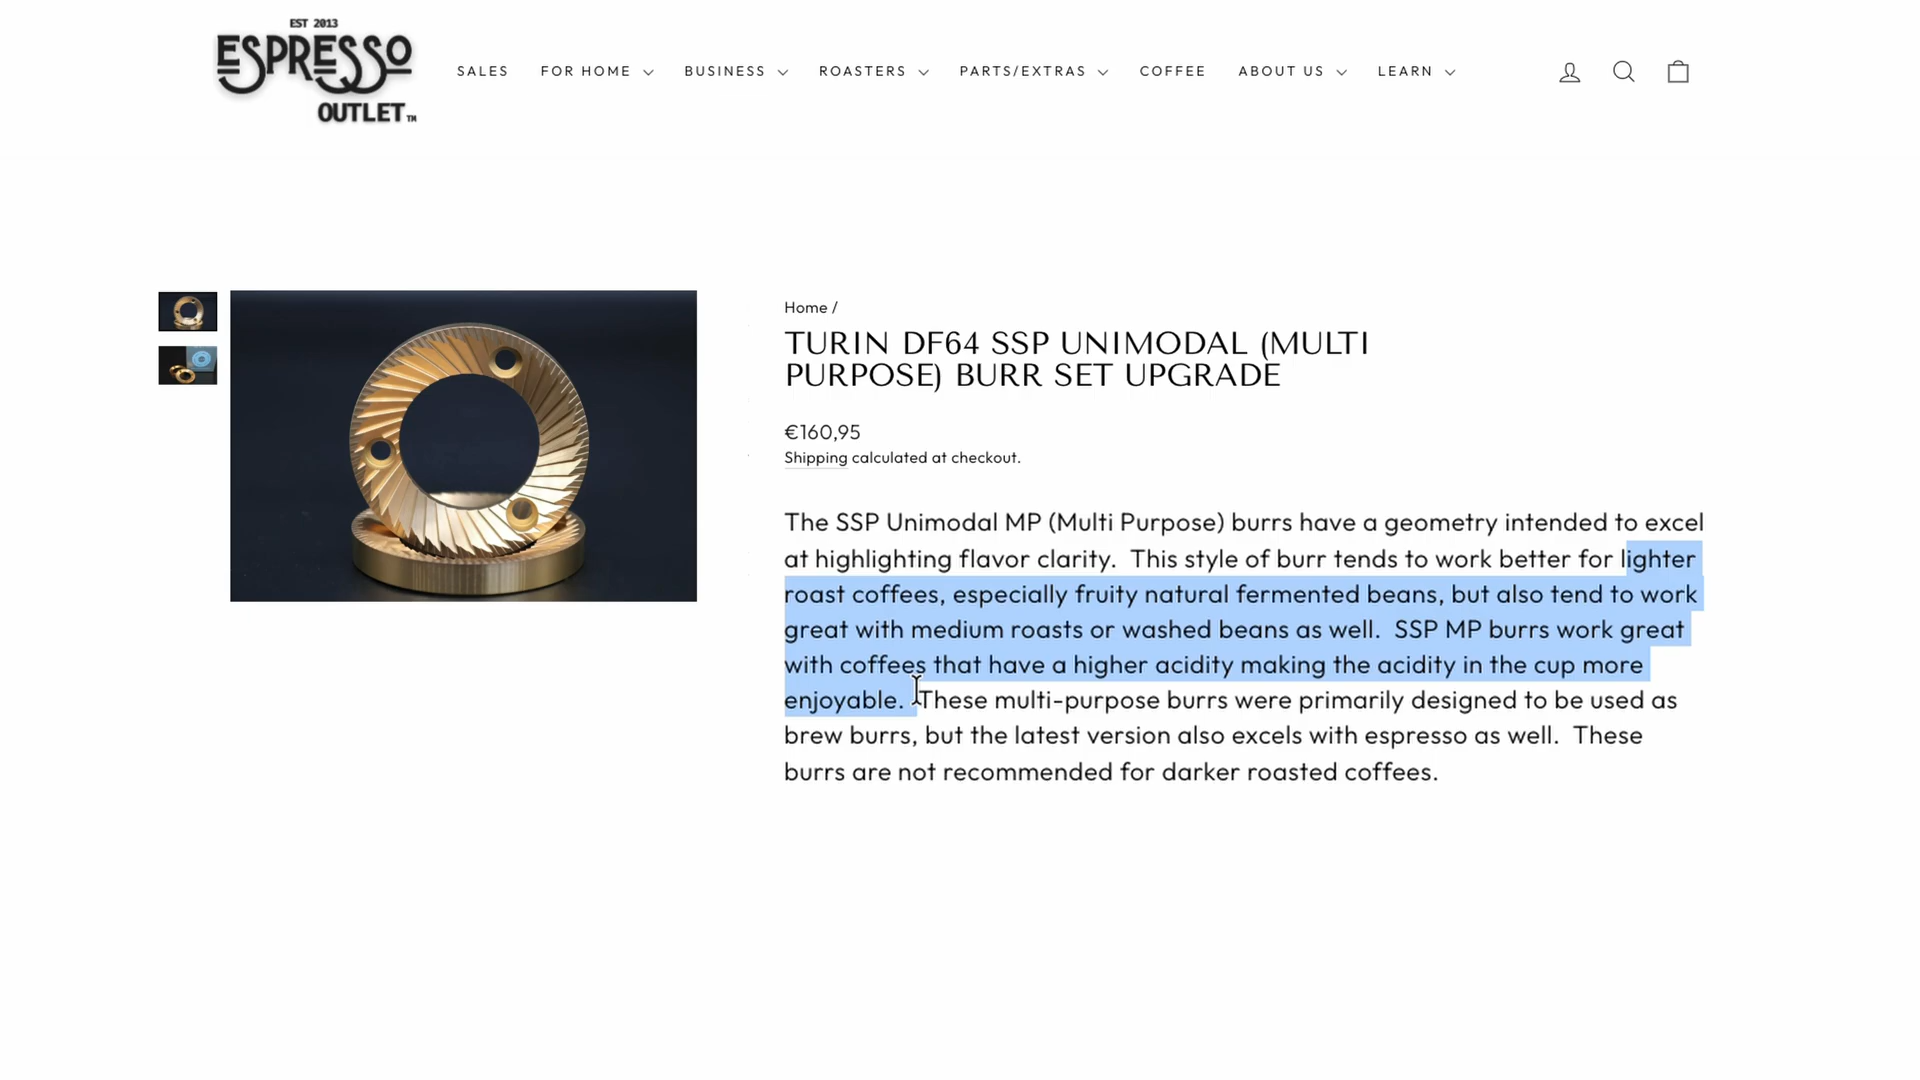 EST 2013
ESPRESSO
OUTLET™
SALES FOR HOME BUSINESS ROASTERS PARTS/EXTRAS COFFEE ABOUT US LEARN
Home /
TURIN DF64 SSP UNIMODAL (MULTI
PURPOSE) BURR SET UPGRADE
€160,95
Shipping calculated at checkout.
The SSP Unimodal MP (Multi Purpose) burrs have a geometry intended to excel
at highlighting flavor clarity. This style of burr tends to work better for lighter
roast coffees, especially fruity natural fermented beans, but also tend to work
great with medium roasts or washed beans as well. SSP MP burrs work great
with coffees that have a higher acidity making the acidity in the cup more
enjoyable. These multi-purpose burrs were primarily designed to be used as
brew burrs, but the latest version also excels with espresso as well. These
burrs are not recommended for darker roasted coffees.